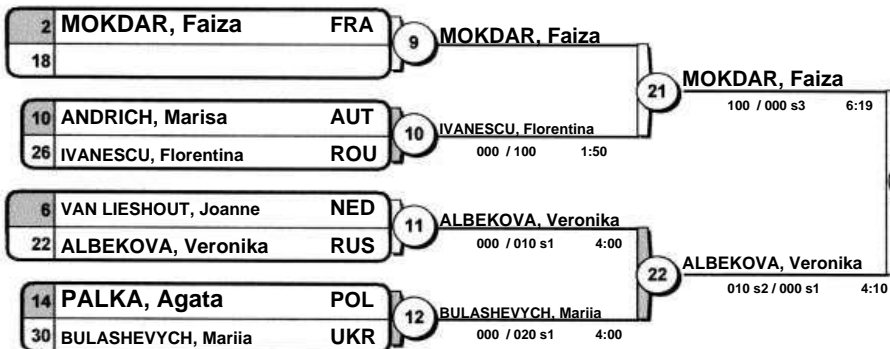 2 MOKDAR, Faiza FRA
18
9
MOKDAR, Faiza
10 ANDRICH, Marisa AUT
26 IVANESCU, Florentina ROU
10
IVANESCU, Florentina
000 / 100 1:50
21
MOKDAR, Faiza
100 / 000 s3 6:19
6 VAN LIESHOUT, Joanne NED
22 ALBEKOVA, Veronika RUS
11
ALBEKOVA, Veronika
000 / 010 s1 4:00
14 PALKA, Agata POL
30 BULASHEVYCH, Mariia UKR
12
BULASHEVYCH, Mariia
000 / 020 s1 4:00
22
ALBEKOVA, Veronika
010 s2 / 000 s1 4:10